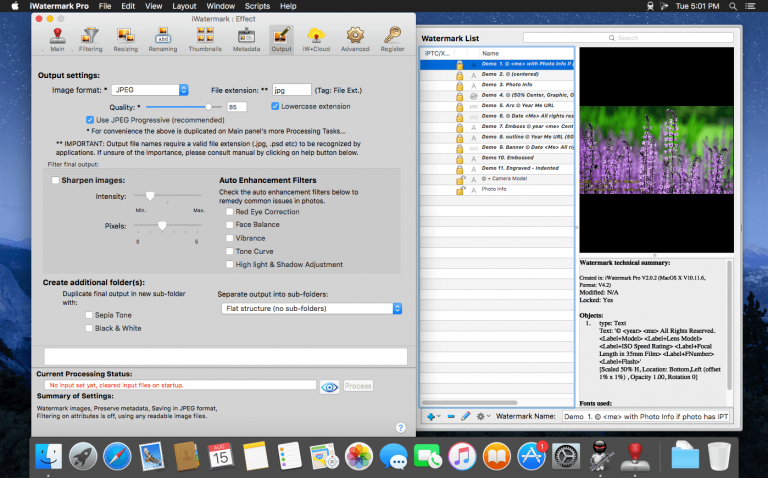 iWatermark Pro File Edit View Layout Window Scripts Help
Tue 5:01 PM
iWatermark : Effect
Main Filtering Resizing Renaming Thumbnails Metadata Output iW+Cloud Advanced Register
Output settings:
Image format: * JPEG File extension: ** jpg (Tag: File Ext.)
Quality: * 85 Lowercase extension
Use JPEG Progressive (recommended)
* For convenience the above is duplicated on Main panel's more Processing Tasks...
** IMPORTANT: Output file names require a valid file extension (.jpg, .psd etc) to be recognized by
applications. If unsure of the importance, please consult manual by clicking on help button below.
Filter final output:
Sharpen images:
Intensity:
Min. Max.
Pixels:
0 5
Auto Enhancement Filters
Check the auto enhancement filters below to
remedy common issues in photos.
Red Eye Correction
Face Balance
Vibrance
Tone Curve
High light & Shadow Adjustment
Create additional folder(s):
Duplicate final output in new sub-folder
with:
Sepia Tone
Black & White
Separate output into sub-folders:
Flat structure (no sub-folders)
Current Processing Status:
No input set yet, cleared input files on startup.
Process
Summary of Settings:
Watermark Images, Preserve metadata, Saving in JPEG format,
Filtering on attributes is off, using any readable image files.
?
Watermark List
Search
IPTC/X... Name
Demo 1. © <me> with Photo Info if p
Demo 2. © (centered)
Demo 3. Photo Info
Demo 4. © (50% Center, Graphic, O
Demo 5. Arc © Year Me URL
Demo 6. © Date <Me> All rights res
Demo 7. Emboss © year <me> Cent
Demo 8. outline © Year Me URL (50
Demo 9. Banner © Date <Me> All ri
Demo 10. Embossed
Demo 11. Engraved - Indented
© + Camera Model
Photo Info
Watermark technical summary:
Created in: iWatermark Pro V2.0.2 (MacOS X V10.11.6,
Format: V4.2)
Modified: N/A
Locked: Yes
Objects:
1. type: Text
Text: '© <year> <me> All Rights Reserved.
<Label+Model> <Label+Lens Model>
<Label+ISO Speed Rating> <Label+Focal
Length in 35mm Film> <Label+FNumber>
<Label+Flash>'
[Scaled 50% H, Location: Bottom,Left (offset
1% x 1%) , Opacity 1.00, Rotation 0]
Fonts used:
Watermark Name: Demo 1. © <me> with Photo Info if photo has IPT
AUG
15
1